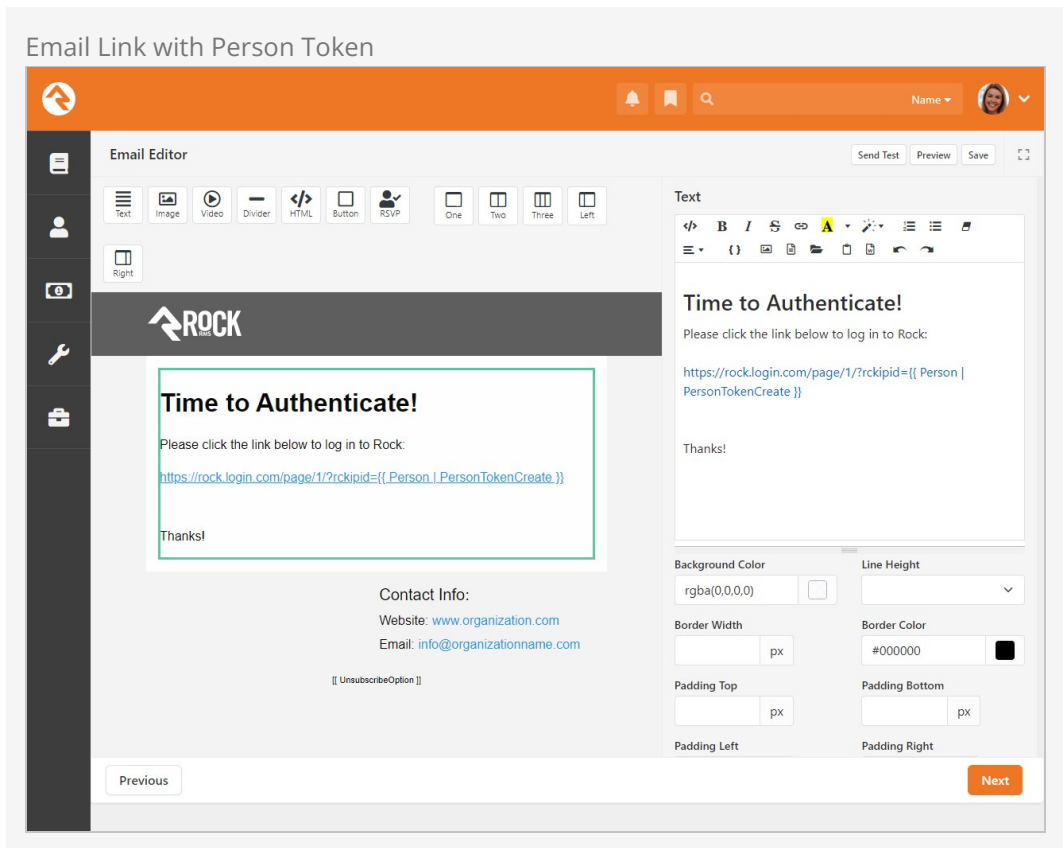 Email Link with Person Token
Name
Email Editor
Send Test Preview Save
Text Image Video Divider </> HTML Button RSVP One Two Three Left
Right
ROCK
RMS
Time to Authenticate!
Please click the link below to log in to Rock:
https://rock.login.com/page/1/?rckipid={{ Person | PersonTokenCreate }}
Thanks!
Contact Info:
Website: www.organization.com
Email: info@organizationname.com
[[ UnsubscribeOption ]]
Text
</> B I S A
{}
Time to Authenticate!
Please click the link below to log in to Rock:
https://rock.login.com/page/1/?rckipid={{ Person |
PersonTokenCreate }}
Thanks!
Background Color Line Height
rgba(0,0,0,0)
Border Width Border Color
px #000000
Padding Top Padding Bottom
px px
Padding Left Padding Right
Previous Next